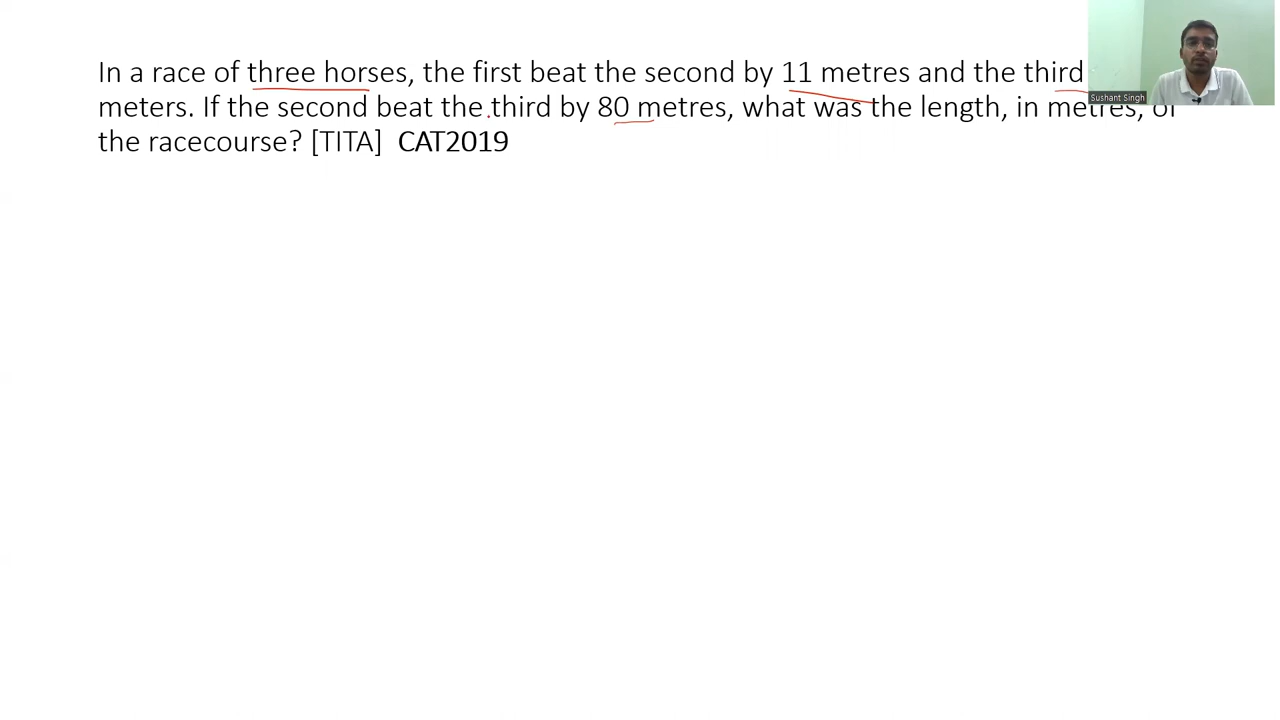 In a race of three horses, the first beat the second by 11 metres and the third
meters. If the second beat the third by 80 metres, what was the length, in metres, of
the racecourse? [TITA] CAT2019
Sushant Singh